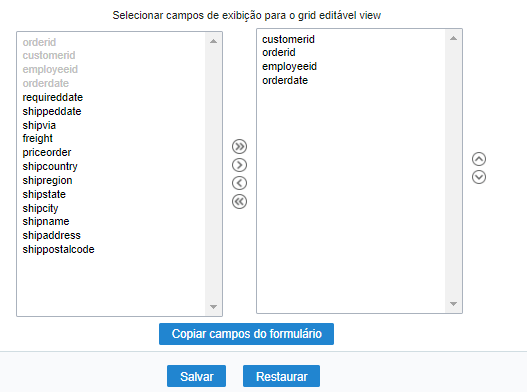 Selecionar campos de exibição para o grid editável view
orderid
customerid
employeeid
orderdate
requireddate
shippeddate
shipvia
freight
priceorder
shipcountry
shipregion
shipstate
shipcity
shipname
shipaddress
shippostalcode
customerid
orderid
employeeid
orderdate
Copiar campos do formulário
Salvar
Restaurar